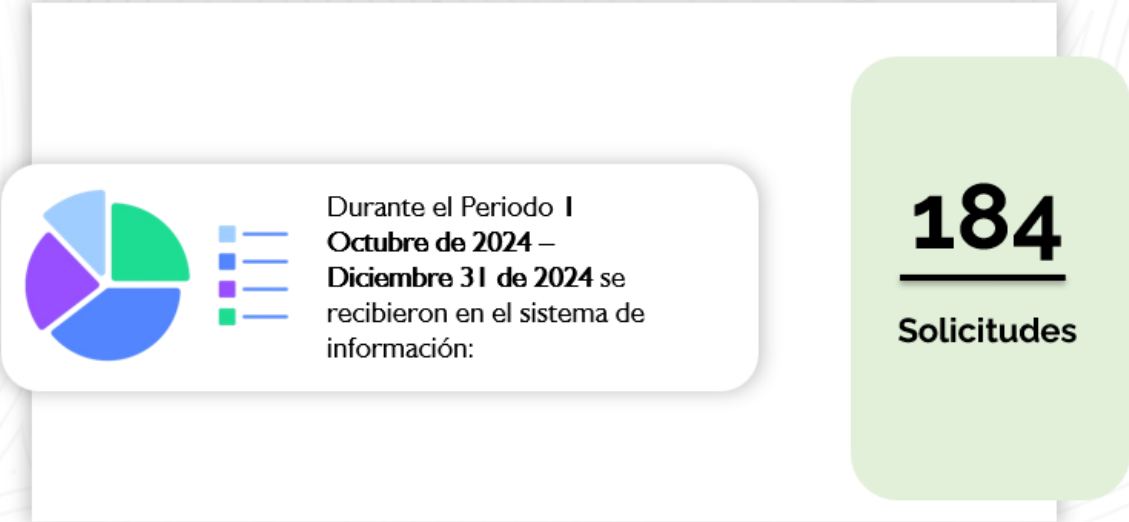 Durante el Periodo 1
Octubre de 2024 –
Diciembre 31 de 2024 se
recibieron en el sistema de
información:
184
Solicitudes